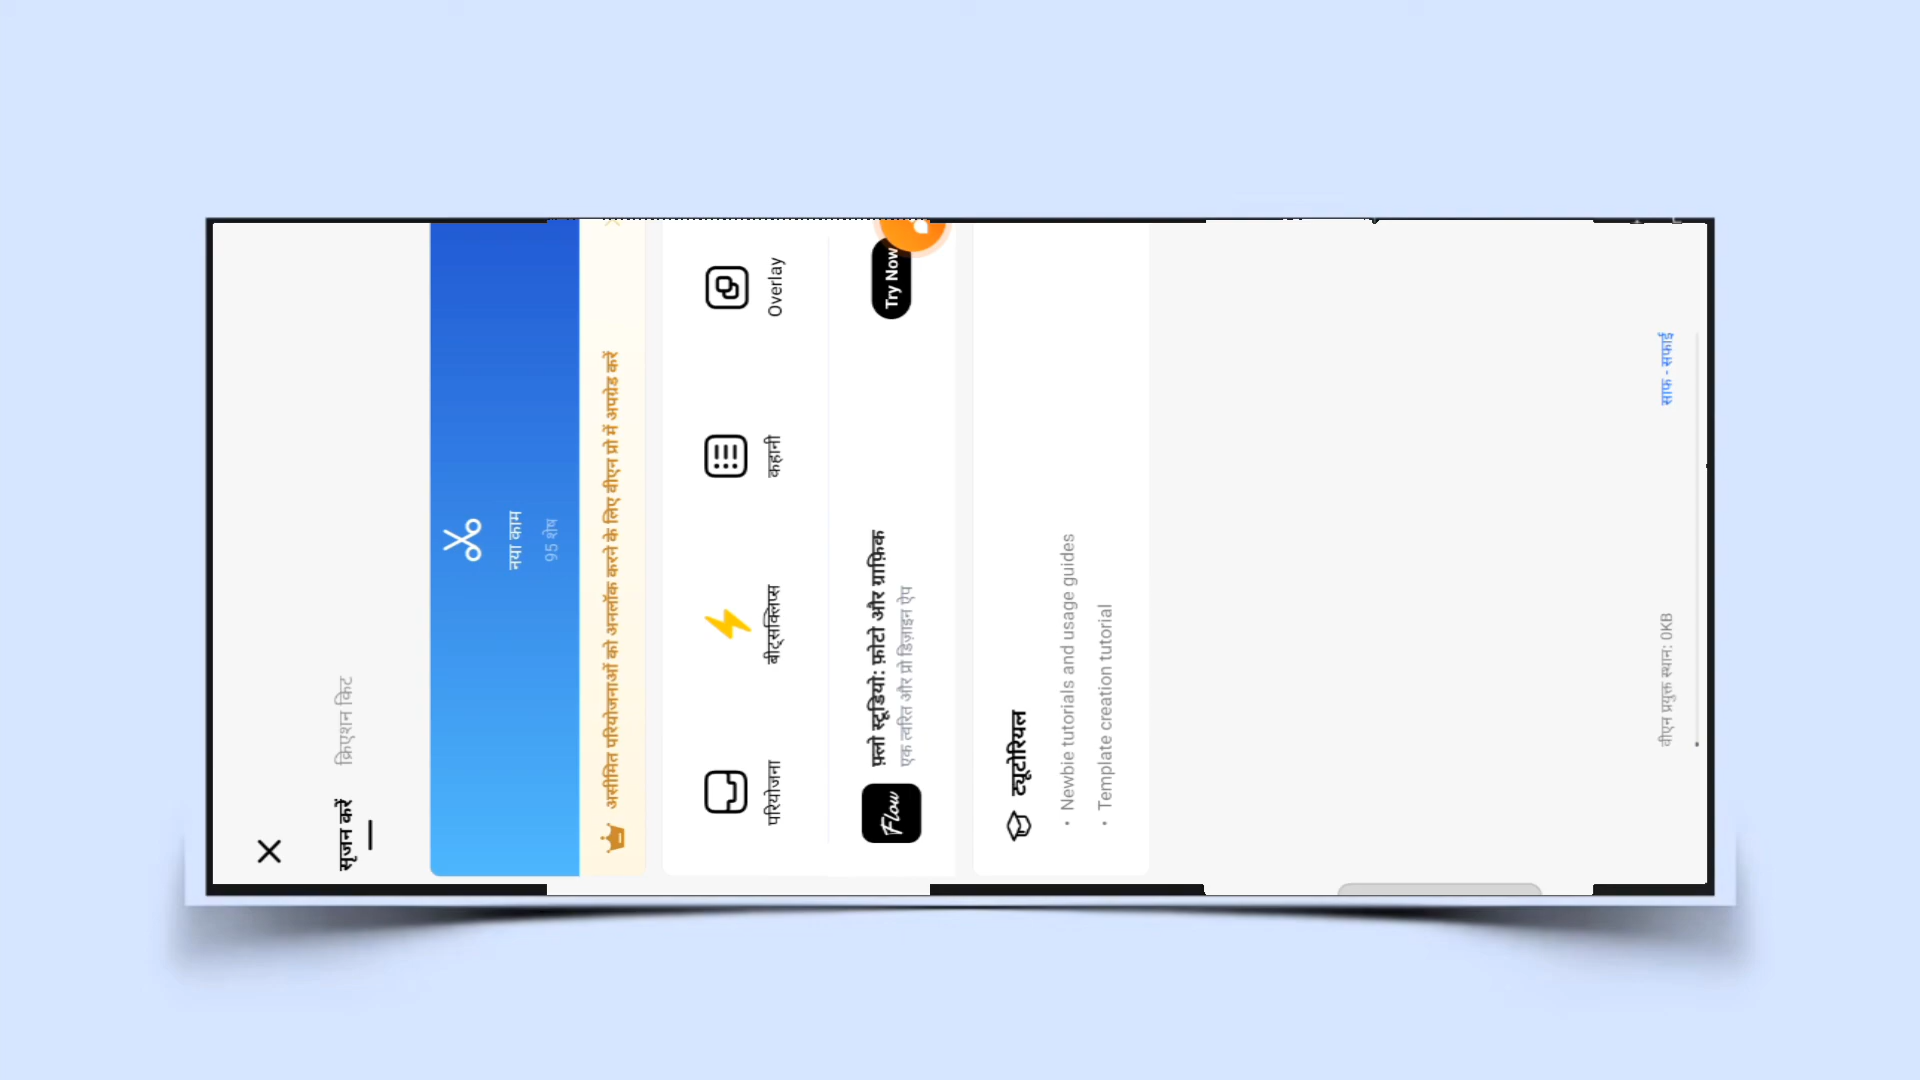 सृजन करें क्रिएशन किट
नया काम
95 शेष
असीमित परियोजनाओं को अनलॉक करने के लिए वीएन प्रो में अपग्रेड करें
परियोजना बीट्सक्लिप्स कहानी Overlay
Flow
फ़्लो स्टूडियो: फ़ोटो और ग्राफ़िक
एक त्वरित और प्रो डिज़ाइन ऐप
Try Now
ट्यूटोरियल
• Newbie tutorials and usage guides
• Template creation tutorial
वीएन प्रयुक्त स्थान: 0KB साफ - सफाई